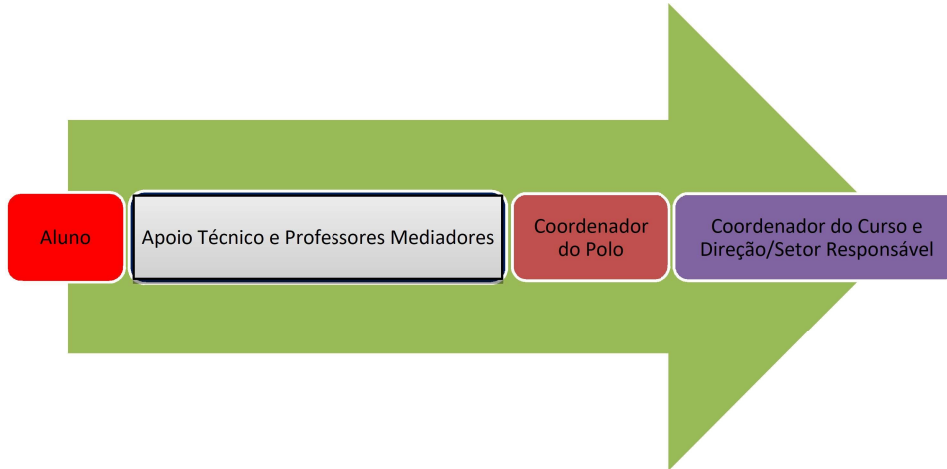 Aluno
Apoio Técnico e Professores Mediadores
Coordenador
do Polo
Coordenador do Curso e
Direção/Setor Responsável